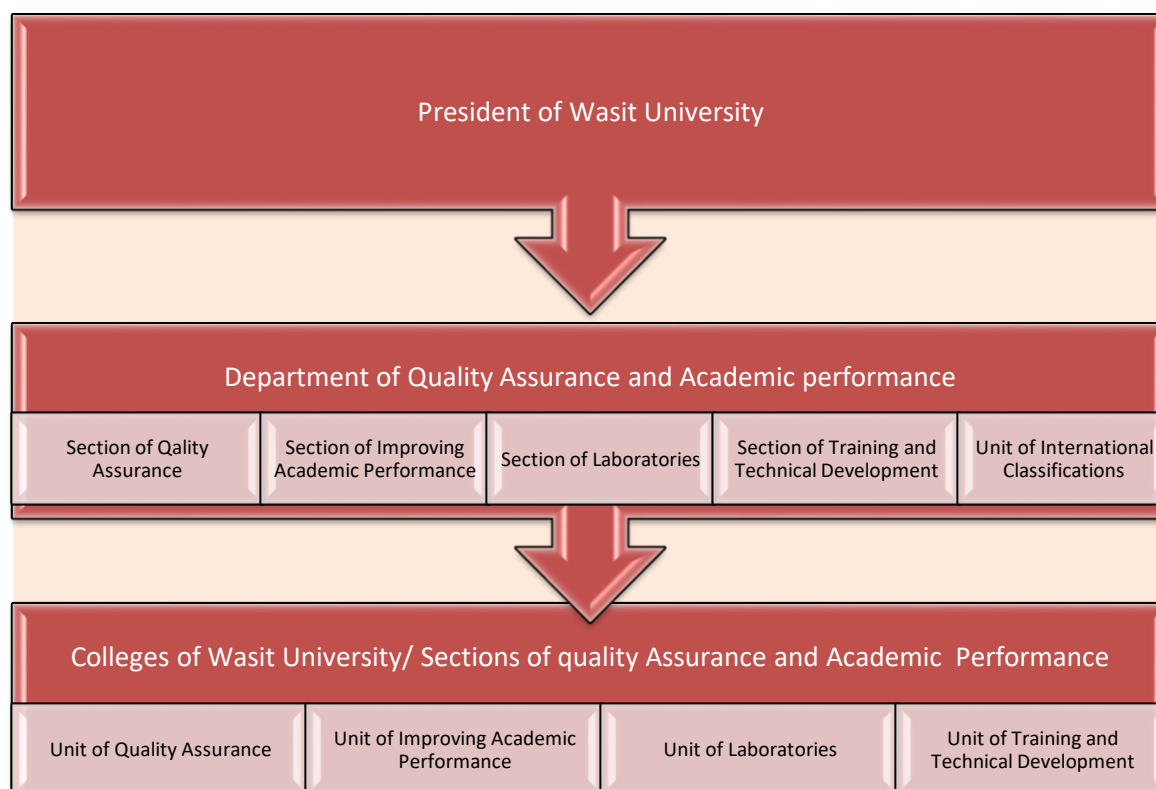 President of Wasit University
Department of Quality Assurance and Academic performance
Section of Qality
Assurance
Section of Improving
Academic Performance
Section of Laboratories
Section of Training and
Technical Development
Unit of International
Classifications
Colleges of Wasit University/ Sections of quality Assurance and Academic  Performance
Unit of Quality Assurance
Unit of Improving Academic
Performance
Unit of Laboratories
Unit of Training and
Technical Development